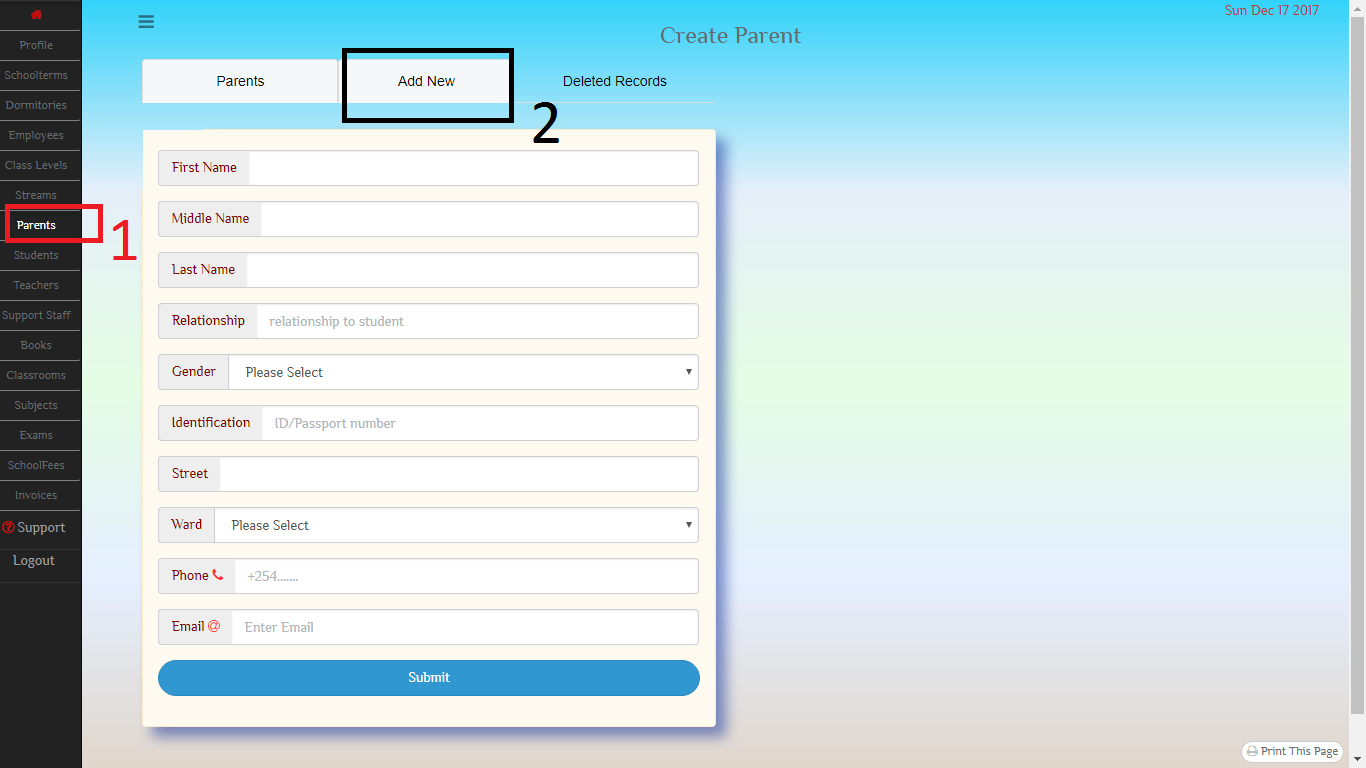 Sun Dec 17 2017
Create Parent
Profile
Schoolterms
Dormitories
Employees
Class Levels
Streams
Parents
Students
Teachers
Support Staff
Books
Classrooms
Subjects
Exams
SchoolFees
Invoices
Support
Logout
1
Parents Add New Deleted Records
2
First Name
Middle Name
Last Name
Relationship relationship to student
Gender Please Select
Identification ID/Passport number
Street
Ward Please Select
Phone +254.......
Email @ Enter Email
Submit
Print This Page